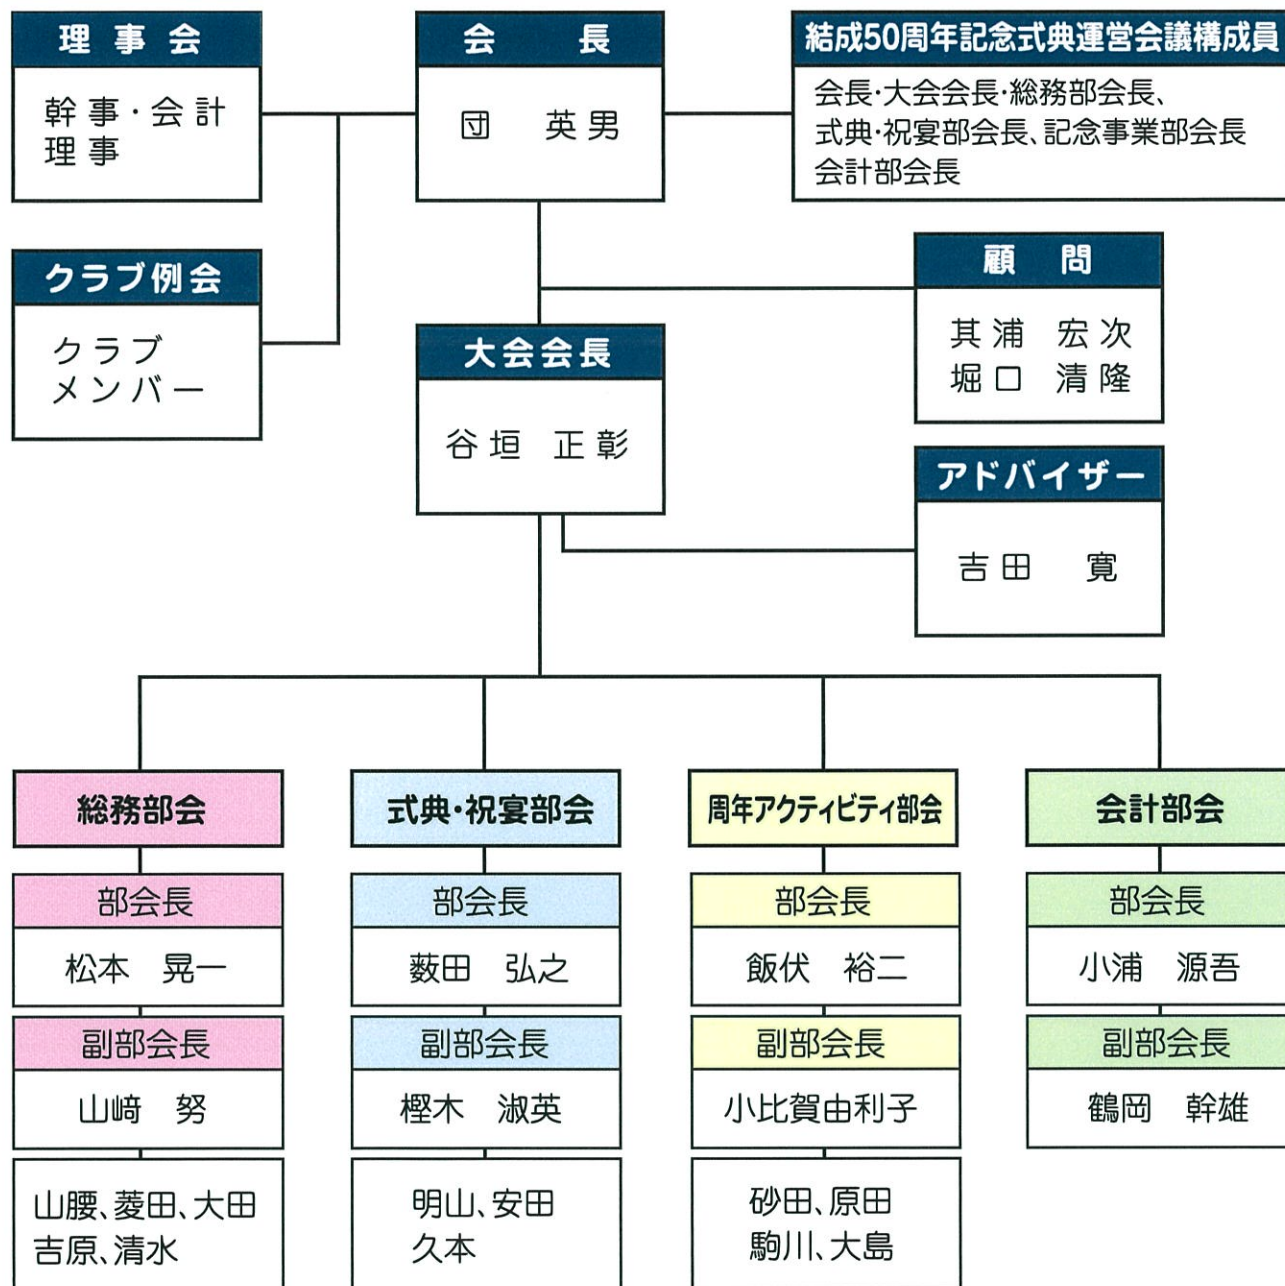 理事会
幹事・会計
理事
会長
団 英男
結成50周年記念式典運営会議構成員
会長・大会会長・総務部会長、
式典・祝宴部会長、記念事業部会長
会計部会長
クラブ例会
クラブ
メンバー
顧問
其浦 宏次
堀口 清隆
大会会長
谷垣 正彰
アドバイザー
吉田 寛
総務部会
部会長
松本 晃一
副部会長
山﨑 努
山腰、菱田、大田
吉原、清水
式典・祝宴部会
部会長
薮田 弘之
副部会長
樫木 淑英
明山、安田
久本
周年アクティビティ部会
部会長
飯伏 裕二
副部会長
小比賀由利子
砂田、原田
駒川、大島
会計部会
部会長
小浦 源吾
副部会長
鶴岡 幹雄